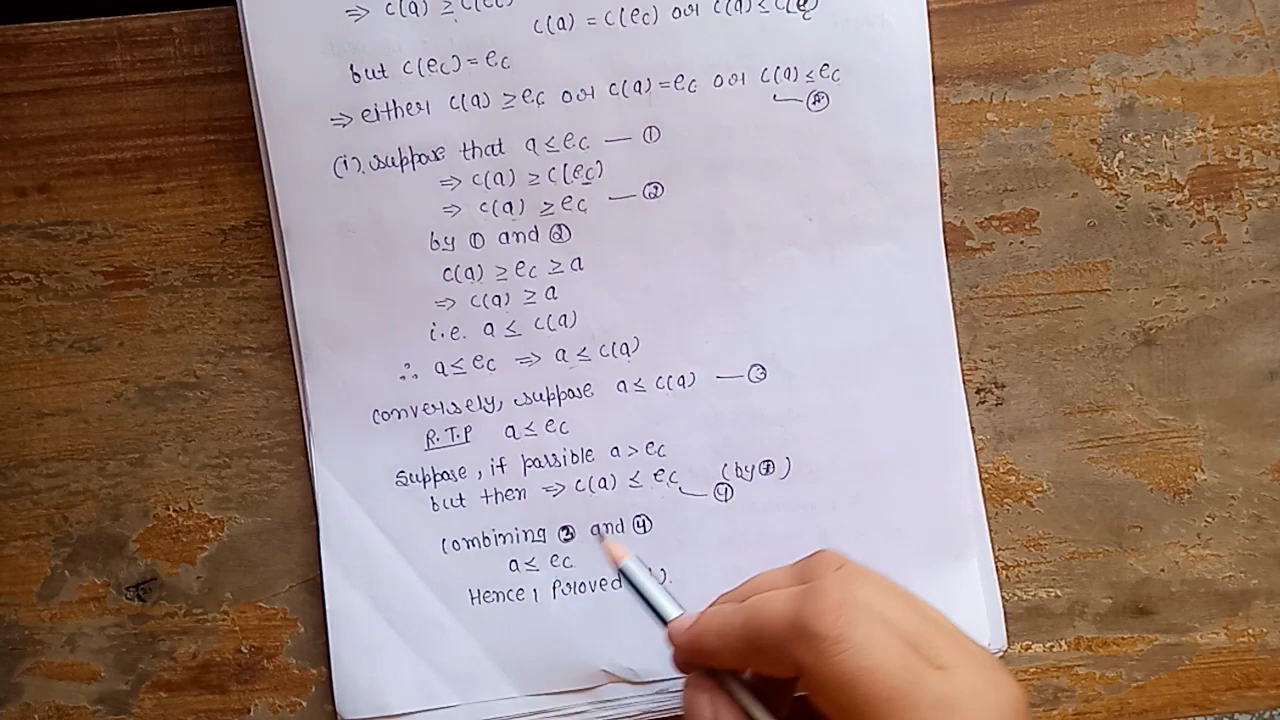 ⇒ c(a) ≥ c(ec)
c(a) = c(ec) or c(a) ≤ c(ec)
but c(ec) = ec
⇒ either c(a) ≥ ec or c(a) = ec or c(a) ≤ ec
(i). suppose that a ≤ ec — ①
⇒ c(a) ≥ c(ec)
⇒ c(a) ≥ ec — ②
by ① and ②
c(a) ≥ ec ≥ a
⇒ c(a) ≥ a
i.e. a ≤ c(a)
∴ a ≤ ec ⇒ a ≤ c(a)
conversely, suppose a ≤ c(a) — ③
R.T.P a ≤ ec
suppose, if possible a > ec
but then ⇒ c(a) ≤ ec — ④ (by)
combining ③ and ④
a ≤ ec
Hence, Proved